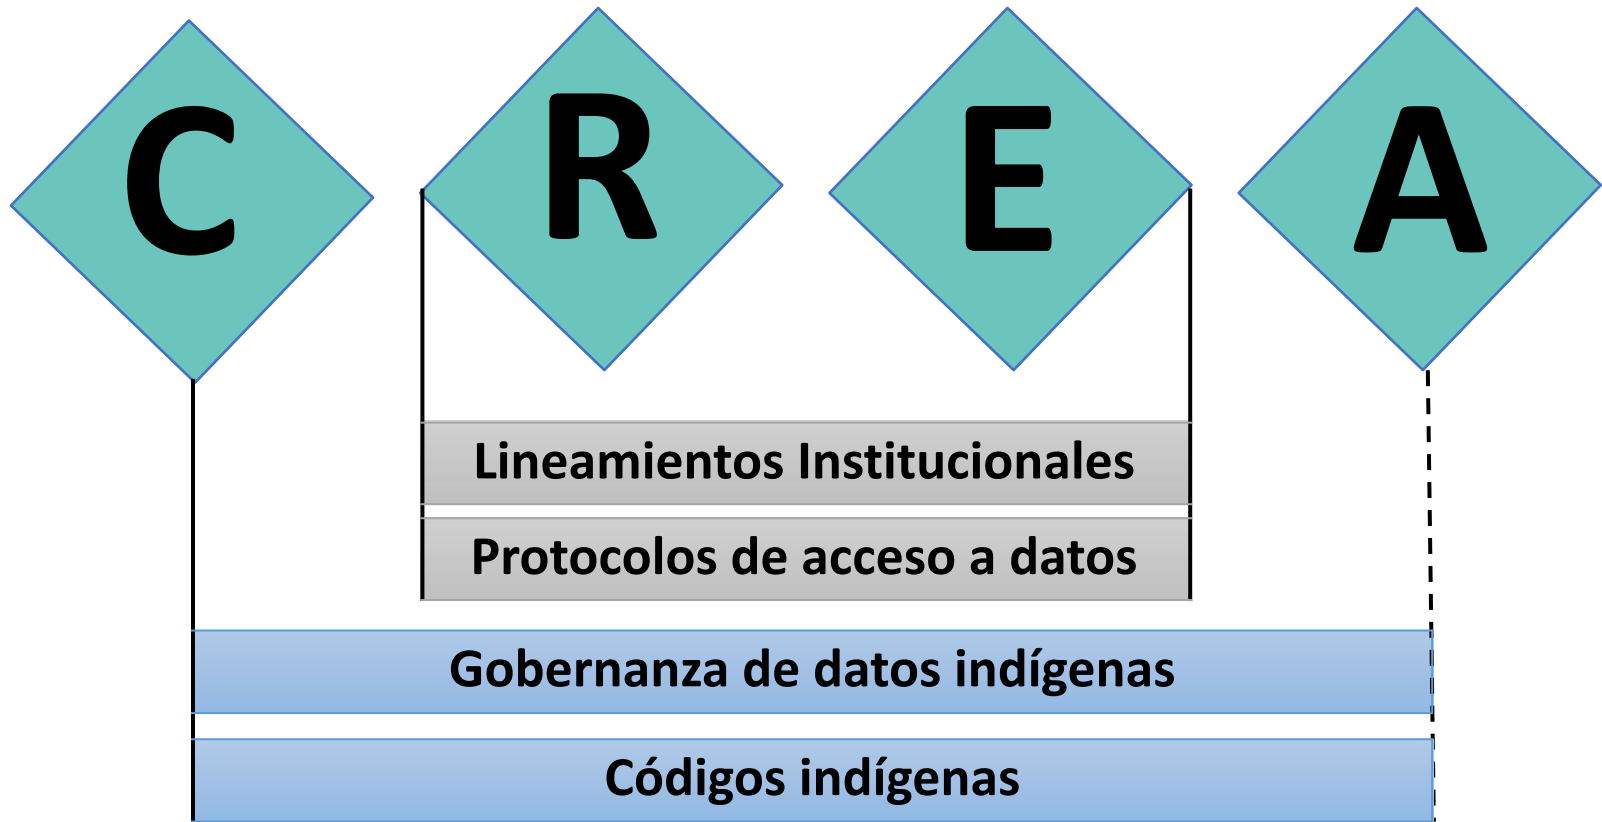 C R E A
Lineamientos Institucionales
Protocolos de acceso a datos
Gobernanza de datos indígenas
Códigos indígenas